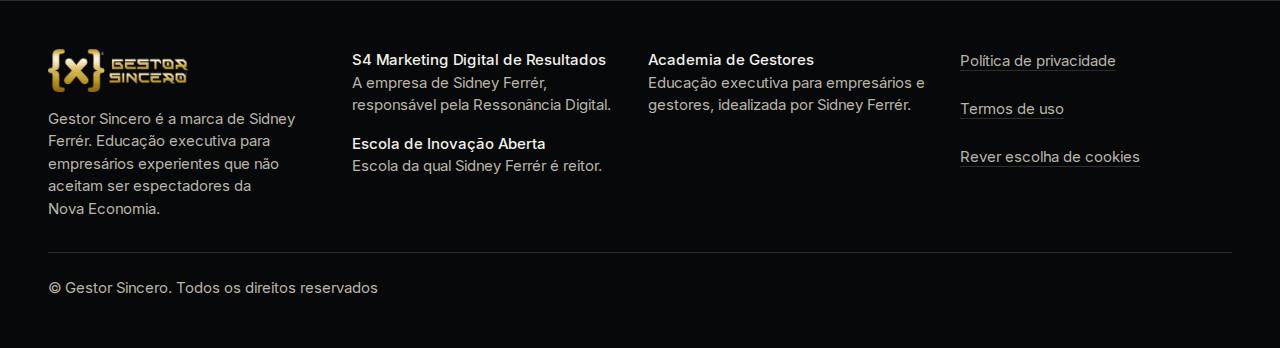 GESTOR
SINCERO
Gestor Sincero é a marca de Sidney
Ferrér. Educação executiva para
empresários experientes que não
aceitam ser espectadores da
Nova Economia.
S4 Marketing Digital de Resultados
A empresa de Sidney Ferrér,
responsável pela Ressonância Digital.
Escola de Inovação Aberta
Escola da qual Sidney Ferrér é reitor.
Academia de Gestores
Educação executiva para empresários e
gestores, idealizada por Sidney Ferrér.
Política de privacidade
Termos de uso
Rever escolha de cookies
© Gestor Sincero. Todos os direitos reservados